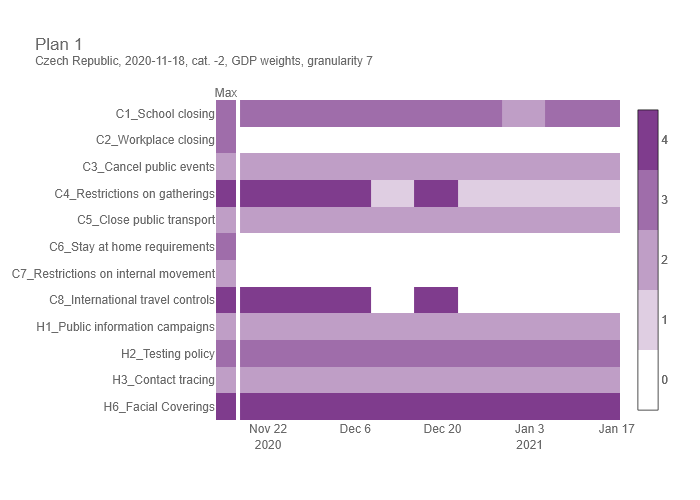 Plan 1
Czech Republic, 2020-11-18, cat. -2, GDP weights, granularity 7
Max
C1_School closing
C2_Workplace closing
C3_Cancel public events
C4_Restrictions on gatherings
C5_Close public transport
C6_Stay at home requirements
C7_Restrictions on internal movement
C8_International travel controls
H1_Public information campaigns
H2_Testing policy
H3_Contact tracing
H6_Facial Coverings
4
3
2
1
0
Nov 22 Dec 6 Dec 20 Jan 3 Jan 17
2020 2021